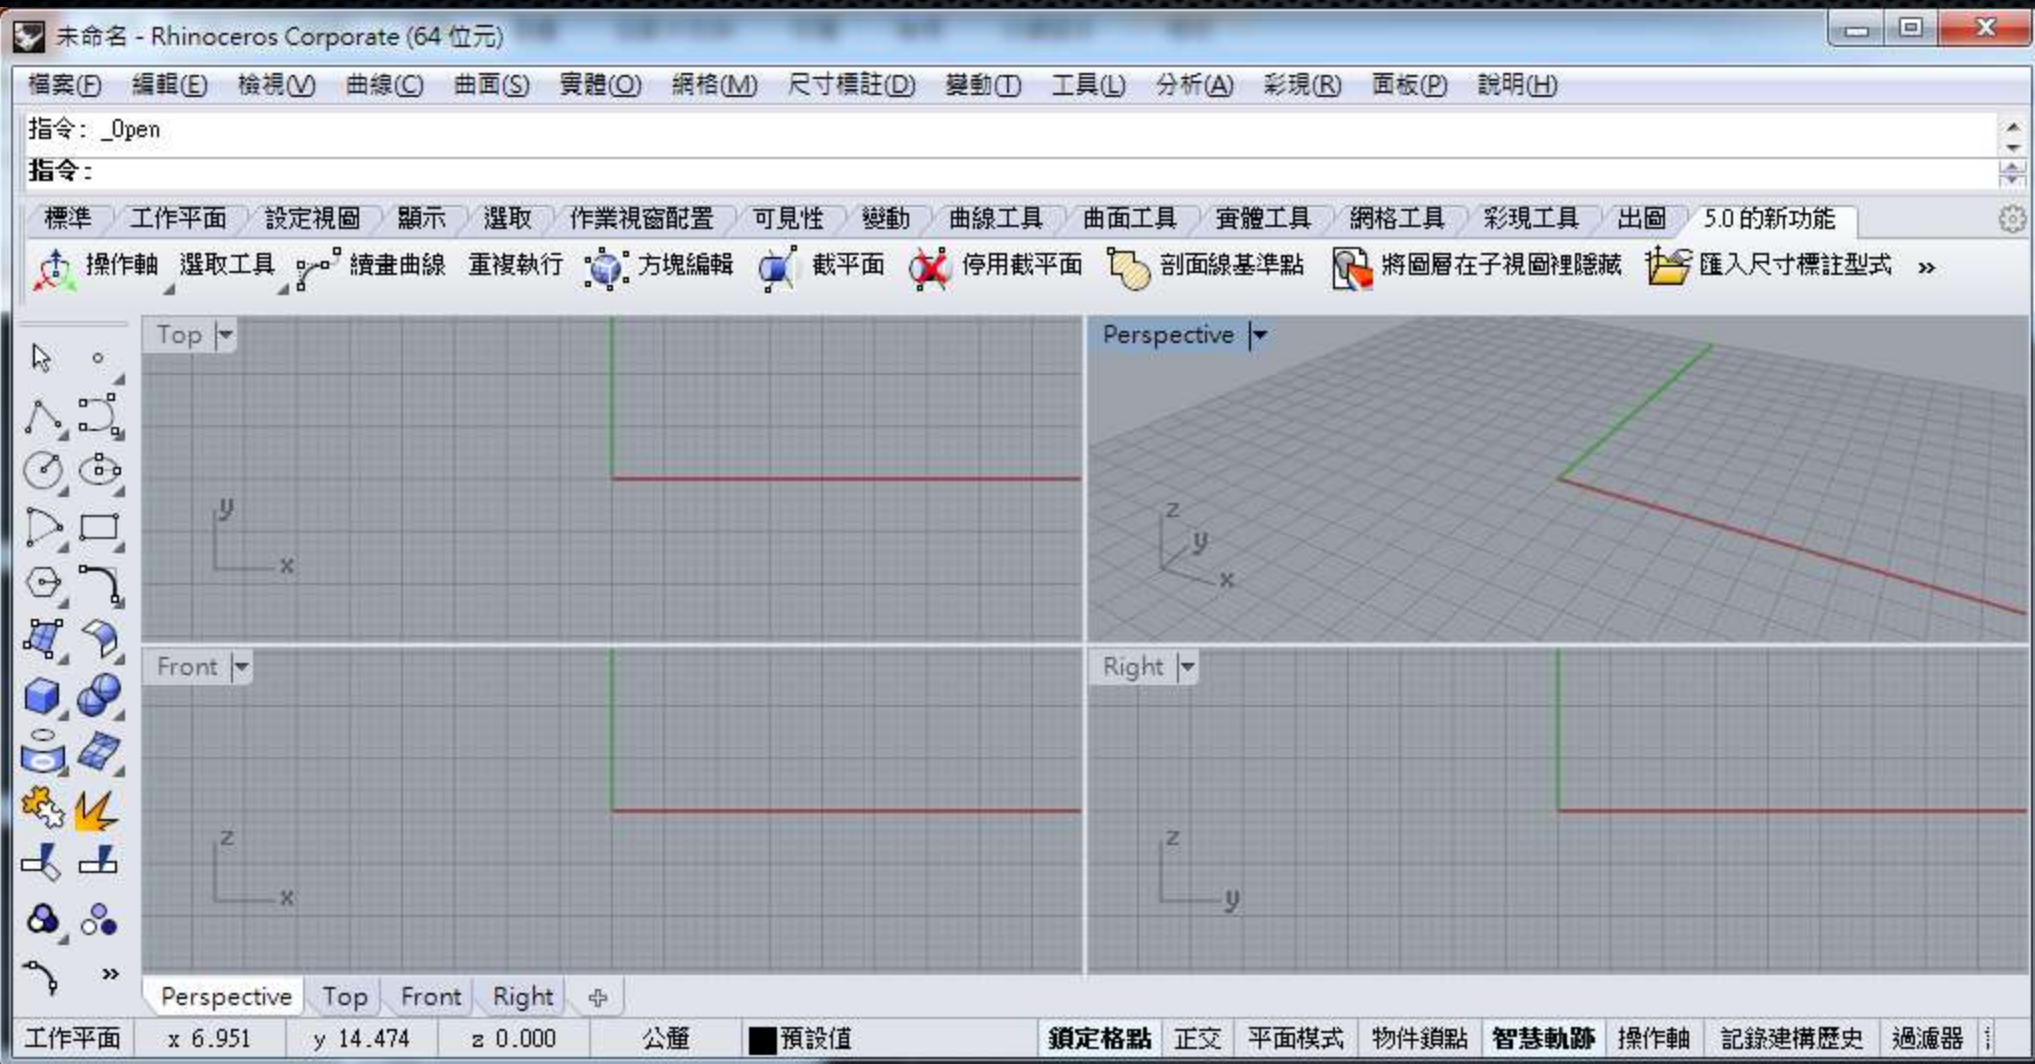 未命名 - Rhinoceros Corporate (64 位元)
檔案(F) 編輯(E) 檢視(V) 曲線(C) 曲面(S) 實體(O) 網格(M) 尺寸標註(D) 變動(T) 工具(L) 分析(A) 彩現(R) 面板(P) 說明(H)
指令: _Open
指令:
標準 工作平面 設定視圖 顯示 選取 作業視窗配置 可見性 變動 曲線工具 曲面工具 實體工具 網格工具 彩現工具 出圖 5.0 的新功能
操作軸 選取工具 續畫曲線 重複執行 方塊編輯 截平面 停用截平面 剖面線基準點 將圖層在子視圖裡隱藏 匯入尺寸標註型式 »
Top
Perspective
y
x
z
y
x
Front
Right
z
x
z
y
»
Perspective Top Front Right
工作平面 x 6.951 y 14.474 z 0.000 公釐 預設值 鎖定格點 正交 平面模式 物件鎖點 智慧軌跡 操作軸 記錄建構歷史 過濾器